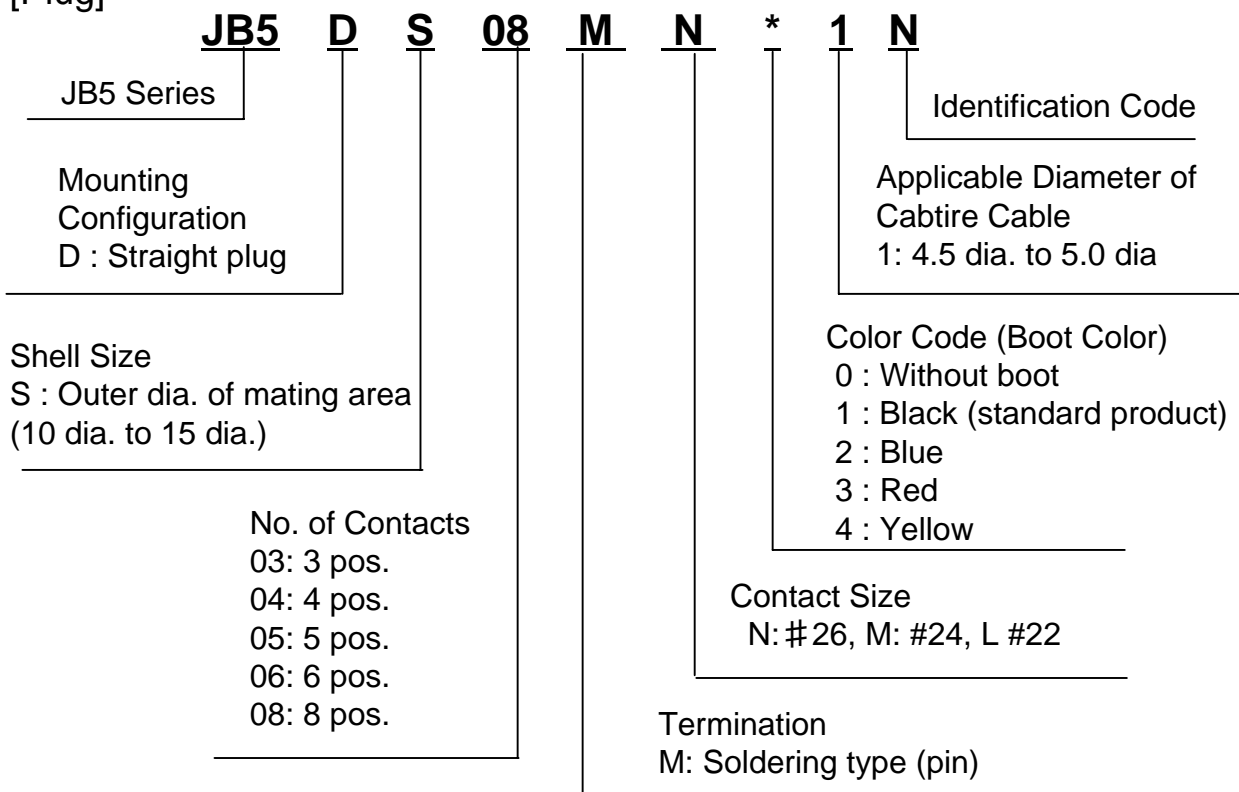 [Plug]
JB5 D S 08 M N * 1 N
JB5 Series
Identification Code
Mounting
Configuration
D : Straight plug
Applicable Diameter of
Cabtire Cable
1: 4.5 dia. to 5.0 dia
Shell Size
S : Outer dia. of mating area
(10 dia. to 15 dia.)
Color Code (Boot Color)
0 : Without boot
1 : Black (standard product)
2 : Blue
3 : Red
4 : Yellow
No. of Contacts
03: 3 pos.
04: 4 pos.
05: 5 pos.
06: 6 pos.
08: 8 pos.
Contact Size
N:♯26, M: #24, L #22
Termination
M: Soldering type (pin)